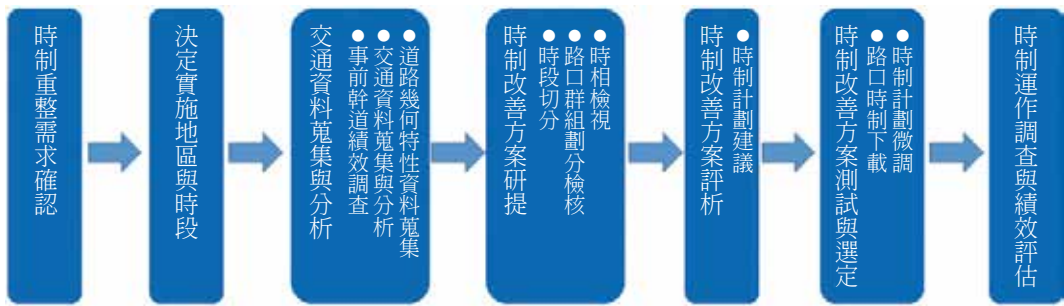 時制重整需求確認
決定實施地區與時段
交通資料蒐集與分析
●道路幾何特性資料蒐集
●交通資料蒐集與分析
●事前幹道績效調查
時制改善方案研提
●時相檢視
●路口群組劃分檢核
●時段切分
時制改善方案評析
●時制計劃建議
時制改善方案測試與選定
●時制計劃微調
●路口時制下載
時制運作調查與績效評估